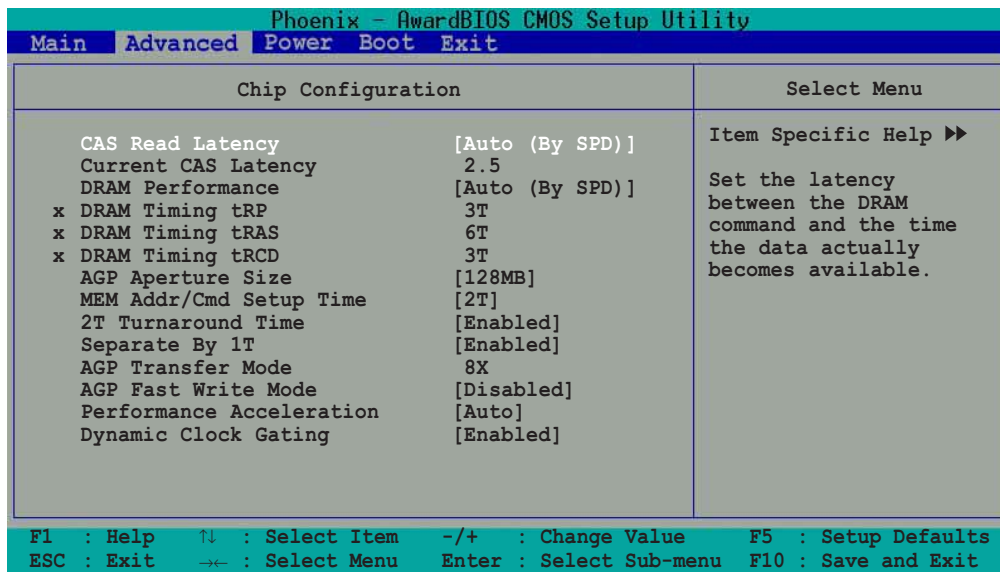 Phoenix - AwardBIOS CMOS Setup Utility
Main Advanced Power Boot Exit
Chip Configuration
Select Menu
CAS Read Latency [Auto (By SPD)]
Current CAS Latency 2.5
DRAM Performance [Auto (By SPD)]
x DRAM Timing tRP 3T
x DRAM Timing tRAS 6T
x DRAM Timing tRCD 3T
AGP Aperture Size [128MB]
MEM Addr/Cmd Setup Time [2T]
2T Turnaround Time [Enabled]
Separate By 1T [Enabled]
AGP Transfer Mode 8X
AGP Fast Write Mode [Disabled]
Performance Acceleration [Auto]
Dynamic Clock Gating [Enabled]
Item Specific Help ▶▶
Set the latency
between the DRAM
command and the time
the data actually
becomes available.
F1 : Help ↑↓ : Select Item -/+ : Change Value F5 : Setup Defaults
ESC : Exit →← : Select Menu Enter : Select Sub-menu F10 : Save and Exit